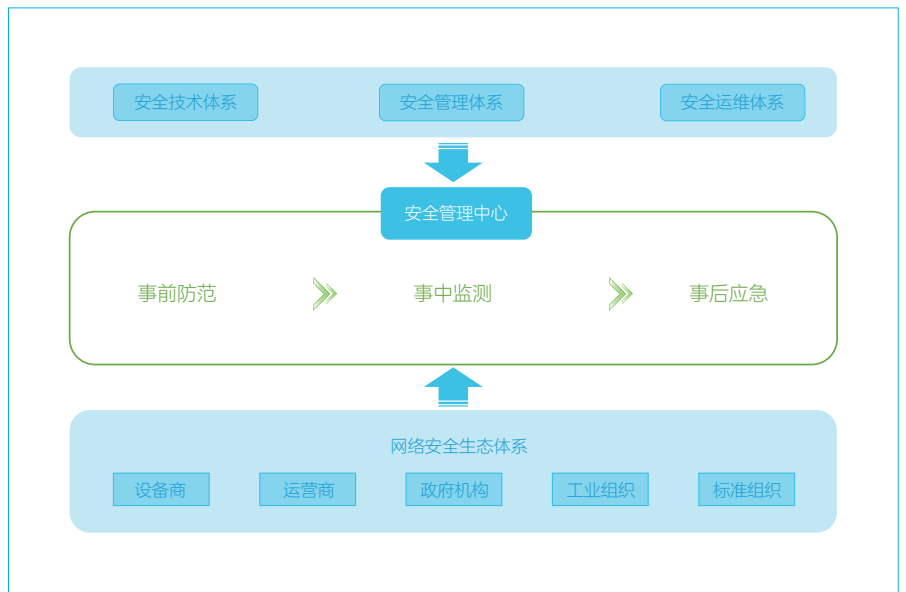 安全技术体系 安全管理体系 安全运维体系
安全管理中心
事前防范 事中监测 事后应急
网络安全生态体系
设备商 运营商 政府机构 工业组织 标准组织